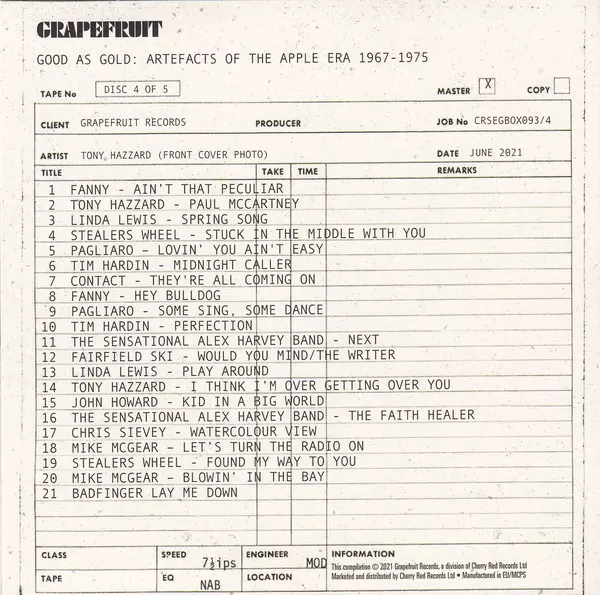 GRAPEFRUIT
GOOD AS GOLD: ARTEFACTS OF THE APPLE ERA 1967-1975
TAPE No DISC 4 OF 5 MASTER X COPY
CLIENT GRAPEFRUIT RECORDS PRODUCER JOB No CRSEGBOX093/4
ARTIST TONY HAZZARD (FRONT COVER PHOTO) DATE JUNE 2021
TITLE TAKE TIME REMARKS
1 FANNY - AIN'T THAT PECULIAR
2 TONY HAZZARD - PAUL MCCARTNEY
3 LINDA LEWIS - SPRING SONG
4 STEALERS WHEEL - STUCK IN THE MIDDLE WITH YOU
5 PAGLIARO – LOVIN' YOU AIN'T EASY
6 TIM HARDIN - MIDNIGHT CALLER
7 CONTACT - THEY'RE ALL COMING ON
8 FANNY - HEY BULLDOG
9 PAGLIARO - SOME SING, SOME DANCE
10 TIM HARDIN - PERFECTION
11 THE SENSATIONAL ALEX HARVEY BAND - NEXT
12 FAIRFIELD SKI - WOULD YOU MIND/THE WRITER
13 LINDA LEWIS - PLAY AROUND
14 TONY HAZZARD - I THINK I'M OVER GETTING OVER YOU
15 JOHN HOWARD - KID IN A BIG WORLD
16 THE SENSATIONAL ALEX HARVEY BAND - THE FAITH HEALER
17 CHRIS SIEVEY - WATERCOLOUR VIEW
18 MIKE MCGEAR – LET'S TURN THE RADIO ON
19 STEALERS WHEEL - FOUND MY WAY TO YOU
20 MIKE MCGEAR – BLOWIN' IN THE BAY
21 BADFINGER LAY ME DOWN
CLASS SPEED 7½ips ENGINEER MOD INFORMATION
This compilation © 2021 Grapefruit Records, a division of Cherry Red Records Ltd
Marketed and distributed by Cherry Red Records Ltd • Manufactured in EU/MCPS
TAPE EQ NAB LOCATION